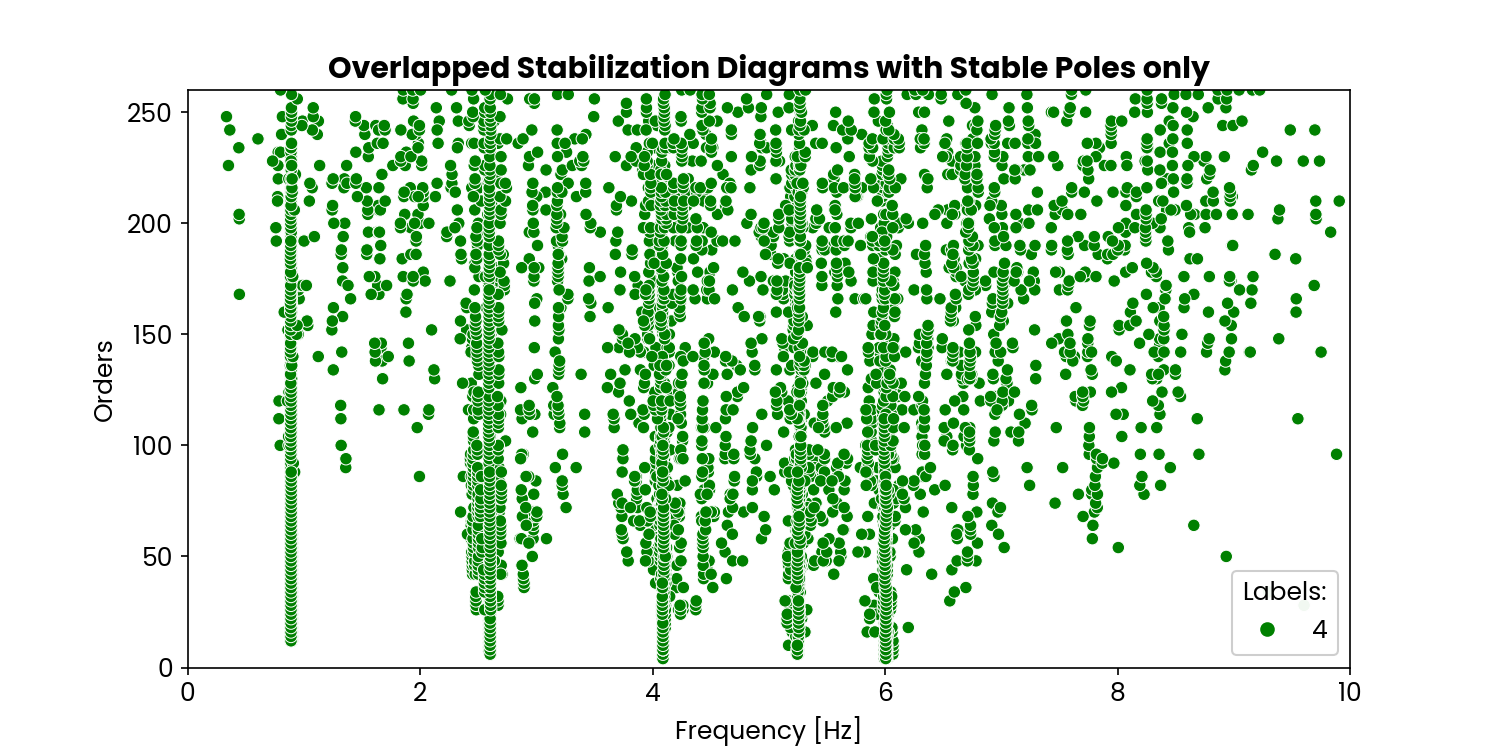 Overlapped Stabilization Diagrams with Stable Poles only
250
200
150
100
50
0
Orders
0 2 4 6 8 10
Frequency [Hz]
Labels:
4